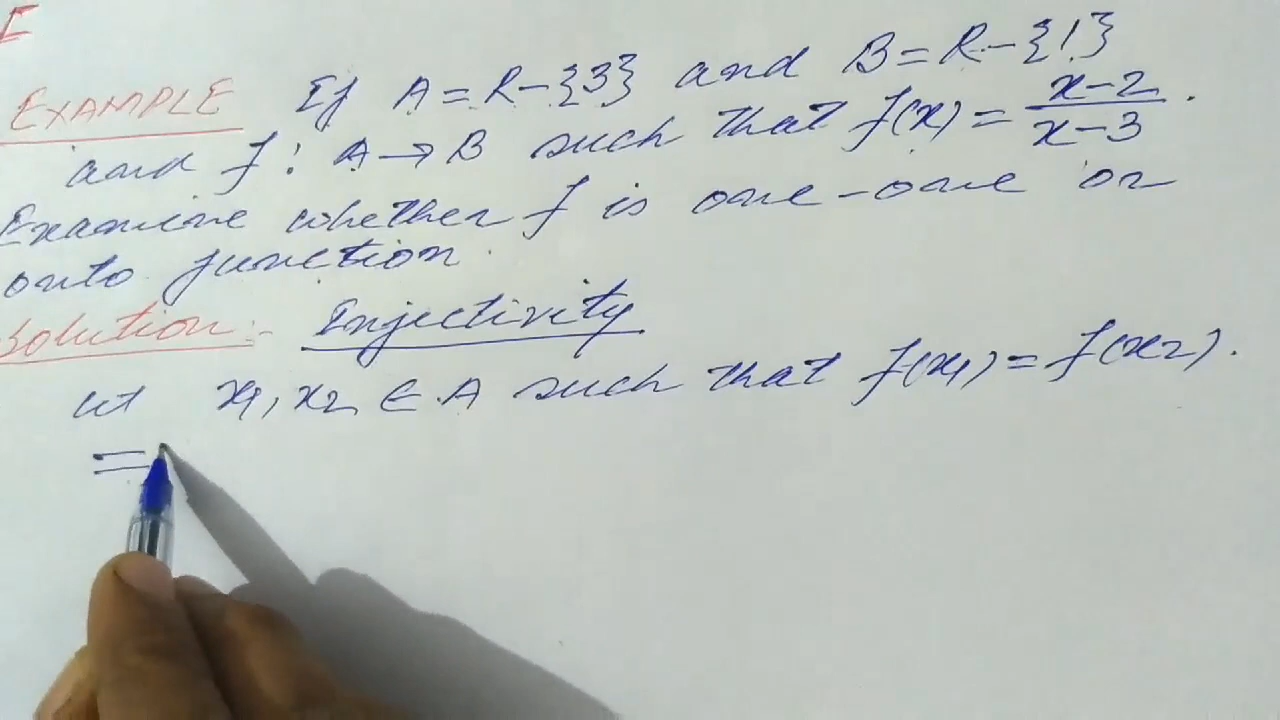 EXAMPLE If A = R-{3} and B = R-{1}
and f: A → B such that f(x) = x-2 / x-3 .
Examine whether f is one-one or
onto function.
Solution:- Injectivity
Let x1, x2 ∈ A such that f(x1) = f(x2).
=